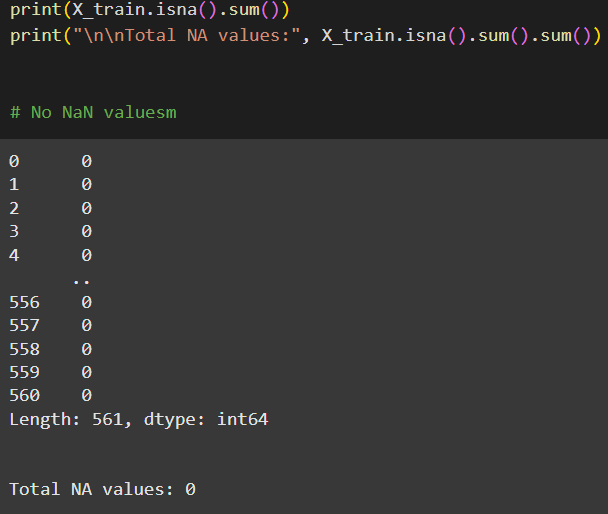 print(X_train.isna().sum())
print("\n\nTotal NA values:", X_train.isna().sum().sum())
# No NaN valuesm
0      0
1      0
2      0
3      0
4      0
      ..
556    0
557    0
558    0
559    0
560    0
Length: 561, dtype: int64
Total NA values: 0